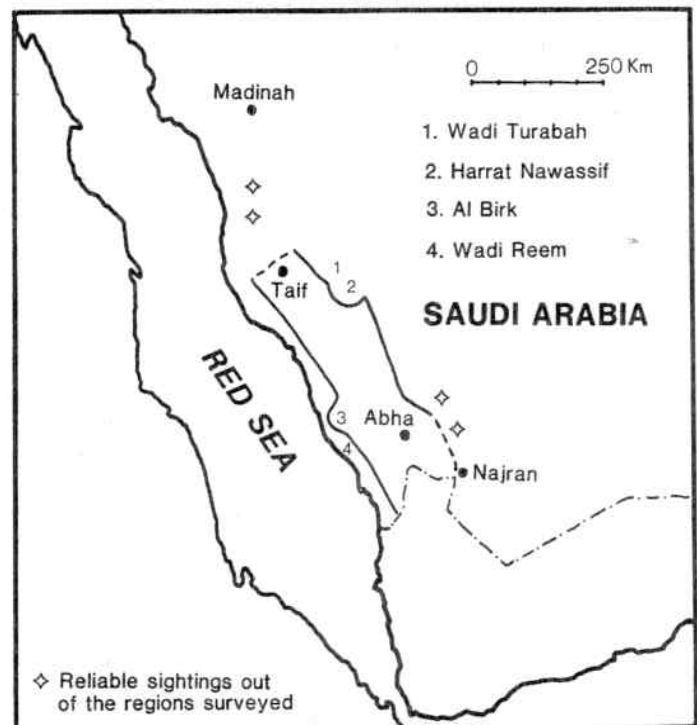 0 250 Km
Madinah
1. Wadi Turabah
2. Harrat Nawassif
3. Al Birk
4. Wadi Reem
1
2
Taif
SAUDI ARABIA
RED SEA
3
Abha
4
Najran
Reliable sightings out
of the regions surveyed